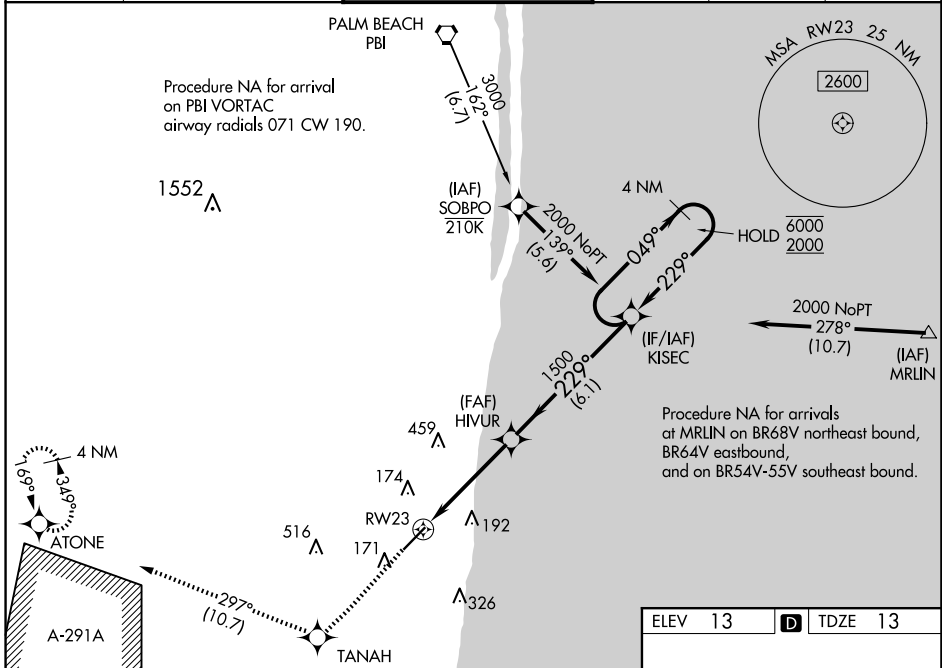 PALM BEACH
PBI
Procedure NA for arrival
on PBI VORTAC
airway radials 071 CW 190.
3000
162°
(6.7)
MSA RW23 25 NM
2600
1552
(IAF)
SOBPO
210K
2000 NoPT
139°
(5.6)
4 NM
049°
229°
HOLD
6000
2000
(IF/IAF)
KISEC
2000 NoPT
278°
(10.7)
(IAF)
MRLIN
1500
229°
(6.1)
(FAF)
HIVUR
Procedure NA for arrivals
at MRLIN on BR68V northeast bound,
BR64V eastbound,
and on BR54V-55V southeast bound.
459
174
RW23
192
516
171
326
4 NM
169°
349°
ATONE
297°
(10.7)
A-291A
TANAH
ELEV 13 D TDZE 13